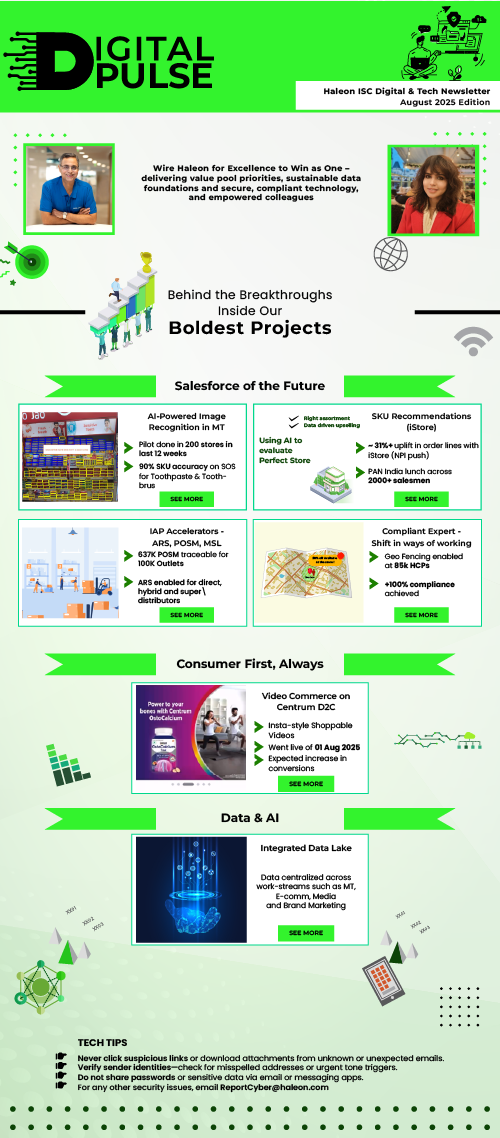 DIGITAL
PULSE
Haleon ISC Digital & Tech Newsletter
August 2025 Edition
Wire Haleon for Excellence to Win as One –
delivering value pool priorities, sustainable data
foundations and secure, compliant technology,
and empowered colleagues
Behind the Breakthroughs
Inside Our
Boldest Projects
Salesforce of the Future
AI-Powered Image
Recognition in MT
Pilot done in 200 stores in
last 12 weeks
90% SKU accuracy on SOS
for Toothpaste & Tooth-
brus
SEE MORE
Right assortment
Data driven upselling
Using AI to
evaluate
Perfect Store
SKU Recommendations
(iStore)
~ 31%+ uplift in order lines with
iStore (NPI push)
PAN India lunch across
2000+ salesmen
SEE MORE
IAP Accelerators -
ARS, POSM, MSL
637K POSM traceable for
100K Outlets
ARS enabled for direct,
hybrid and super\
distributors
SEE MORE
Compliant Expert -
Shift in ways of working
Geo Fencing enabled
at 85k HCPs
+100% compliance
achieved
SEE MORE
Consumer First, Always
Power to your
bones with Centrum
OstoCalcium
Video Commerce on
Centrum D2C
Insta-style Shoppable
Videos
Went live of 01 Aug 2025
Expected increase in
conversions
SEE MORE
Data & AI
Integrated Data Lake
Data centralized across
work-streams such as MT,
E-comm, Media
and Brand Marketing
SEE MORE
TECH TIPS
Never click suspicious links or download attachments from unknown or unexpected emails.
Verify sender identities—check for misspelled addresses or urgent tone triggers.
Do not share passwords or sensitive data via email or messaging apps.
For any other security issues, email ReportCyber@haleon.com